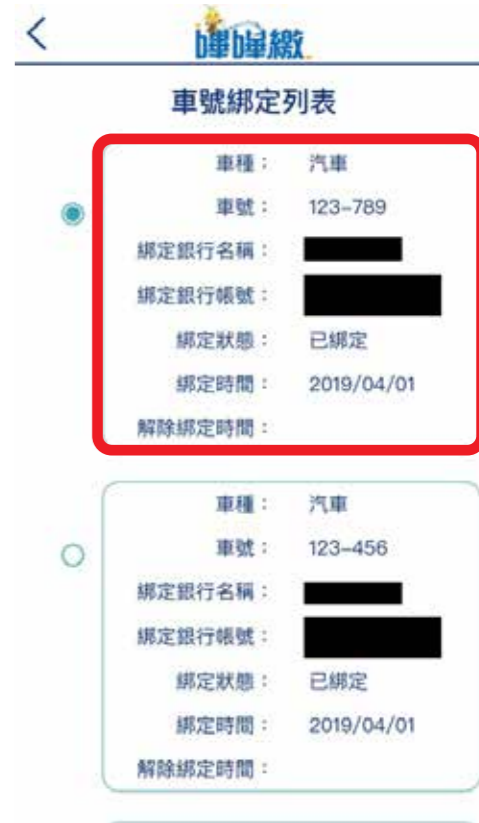 嗶嗶繳
車號綁定列表
車種： 汽車
車號： 123-789
綁定銀行名稱：
綁定銀行帳號：
綁定狀態： 已綁定
綁定時間： 2019/04/01
解除綁定時間：
車種： 汽車
車號： 123-456
綁定銀行名稱：
綁定銀行帳號：
綁定狀態： 已綁定
綁定時間： 2019/04/01
解除綁定時間：